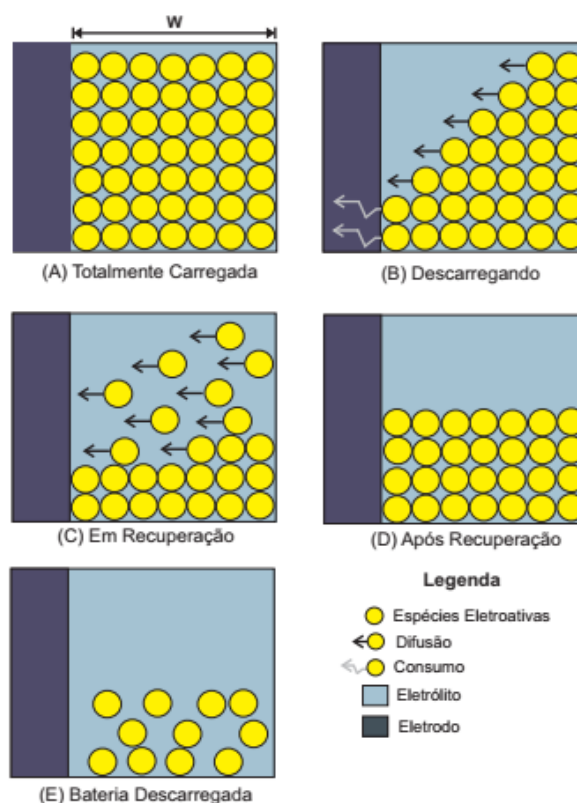 W
(A) Totalmente Carregada
(B) Descarregando
(C) Em Recuperação
(D) Após Recuperação
(E) Bateria Descarregada
Legenda
Espécies Eletroativas
Difusão
Consumo
Eletrólito
Eletrodo